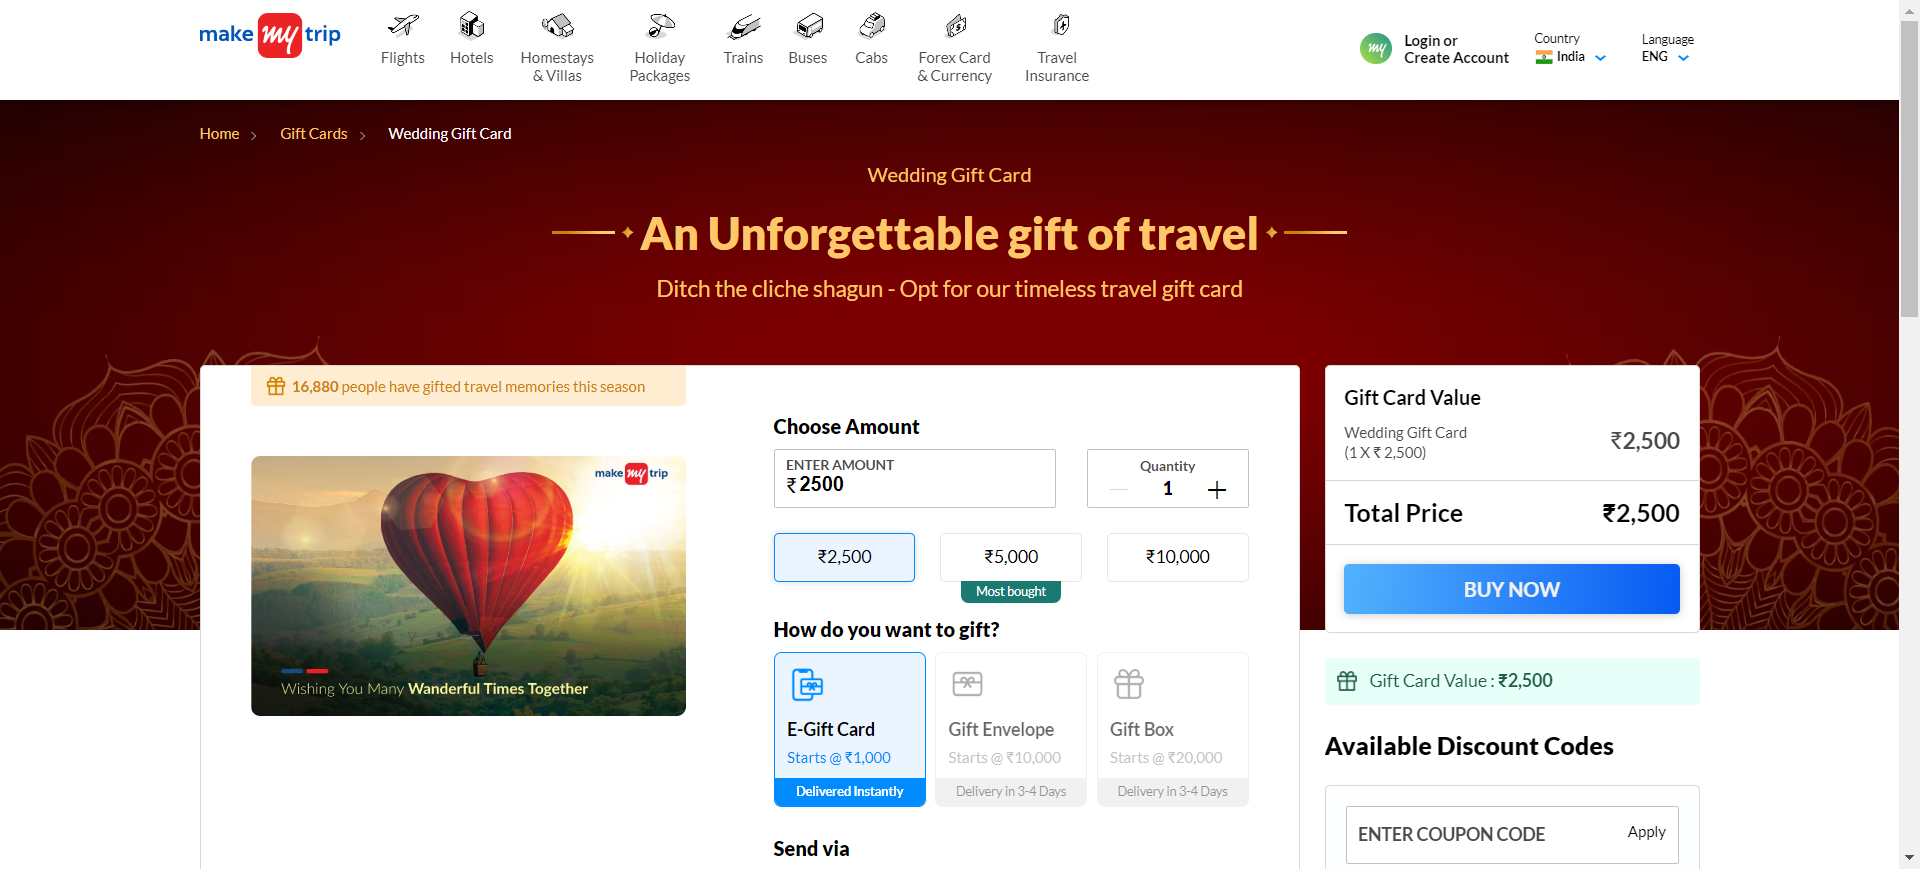 make my trip
Flights
Hotels
Homestays
& Villas
Holiday
Packages
Trains
Buses
Cabs
Forex Card
& Currency
Travel
Insurance
my
Login or
Create Account
Country
India
Language
ENG
Home
Gift Cards
Wedding Gift Card
Wedding Gift Card
An Unforgettable gift of travel
Ditch the cliche shagun - Opt for our timeless travel gift card
16,880 people have gifted travel memories this season
make my trip
Wishing You Many Wanderful Times Together
Choose Amount
ENTER AMOUNT
₹ 2500
Quantity
1
₹2,500
₹5,000
₹10,000
Most bought
How do you want to gift?
E-Gift Card
Starts @ ₹1,000
Delivered Instantly
Gift Envelope
Starts @ ₹10,000
Delivery in 3-4 Days
Gift Box
Starts @ ₹20,000
Delivery in 3-4 Days
Send via
Gift Card Value
Wedding Gift Card
(1 X ₹ 2,500)
₹2,500
Total Price
₹2,500
BUY NOW
Gift Card Value : ₹2,500
Available Discount Codes
ENTER COUPON CODE
Apply